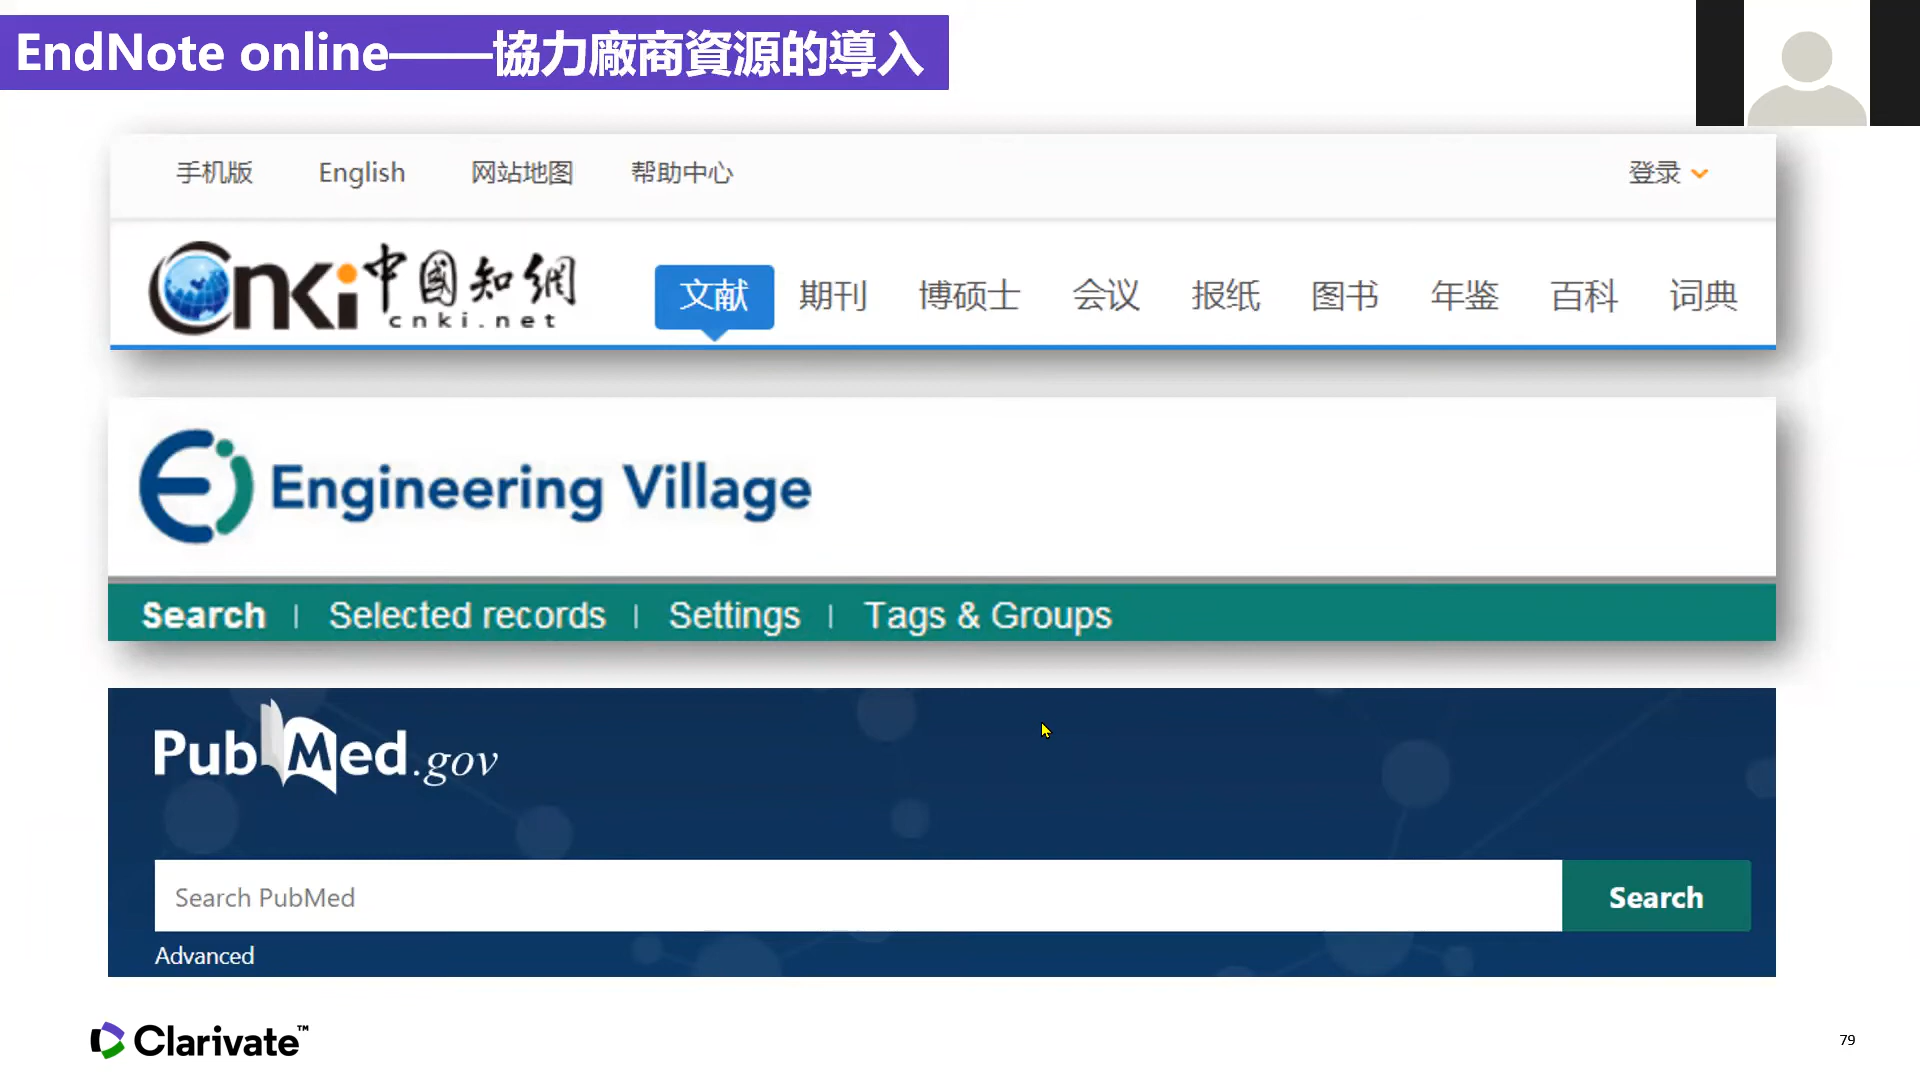 EndNote online——協力廠商資源的導入
手机版 English 网站地图 帮助中心 登录
cnki 中國知網
cnki.net
文献 期刊 博硕士 会议 报纸 图书 年鉴 百科 词典
Ei Engineering Village
Search | Selected records | Settings | Tags & Groups
PubMed.gov
Search PubMed Search
Advanced
Clarivate™
79